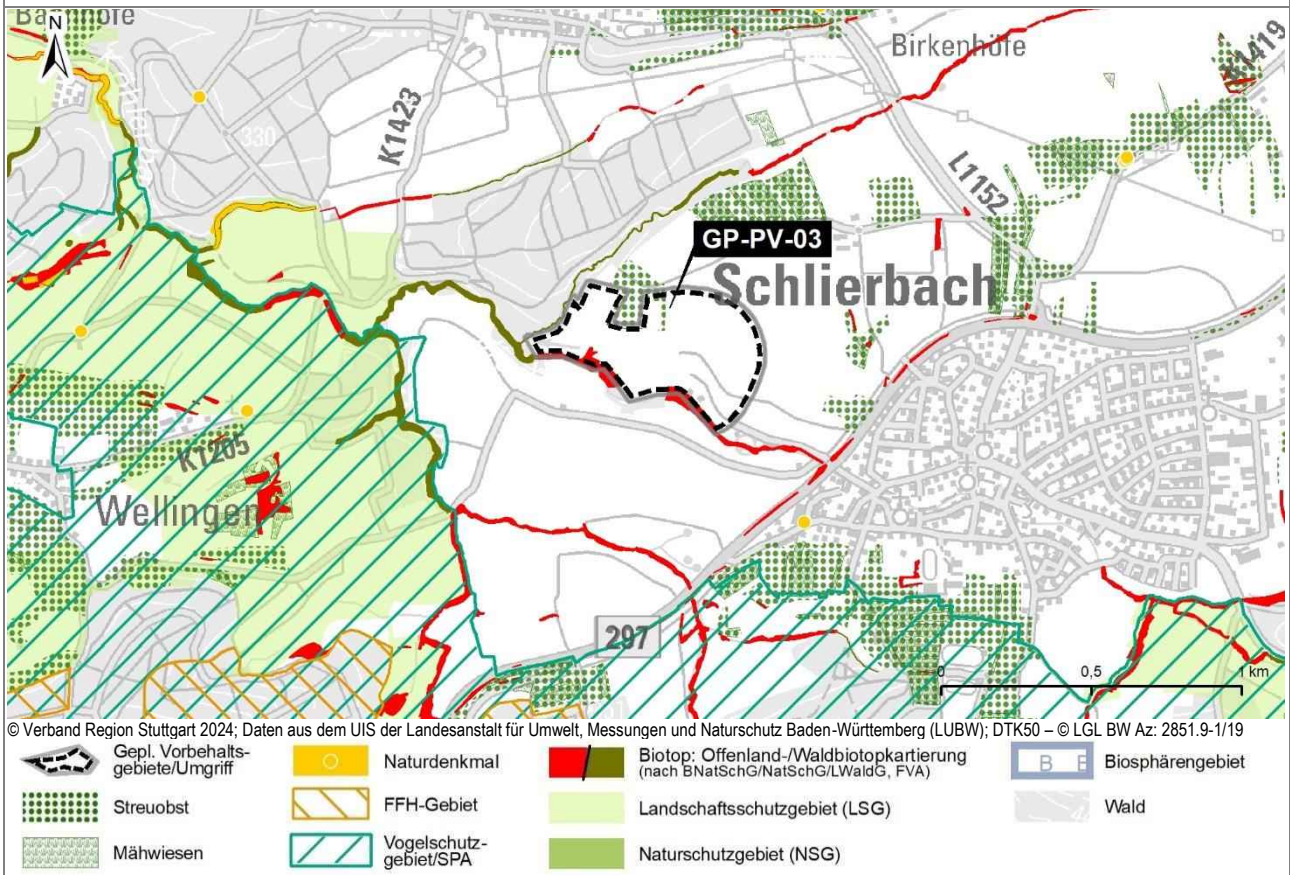 Birkenhöfe
N
K1419
K1423
330
L1152
GP-PV-03
Schlierbach
K1205
Wellingen
297
0
0,5
1 km
© Verband Region Stuttgart 2024; Daten aus dem UIS der Landesanstalt für Umwelt, Messungen und Naturschutz Baden-Württemberg (LUBW); DTK50 – © LGL BW Az: 2851.9-1/19
Gepl. Vorbehalts-
gebiete/Umgriff
Naturdenkmal
Biotop: Offenland-/Waldbiotopkartierung
(nach BNatSchG/NatSchG/LWaldG, FVA)
B E
Biosphärengebiet
Streuobst
FFH-Gebiet
Landschaftsschutzgebiet (LSG)
Wald
Mähwiesen
Vogelschutz-
gebiet/SPA
Naturschutzgebiet (NSG)